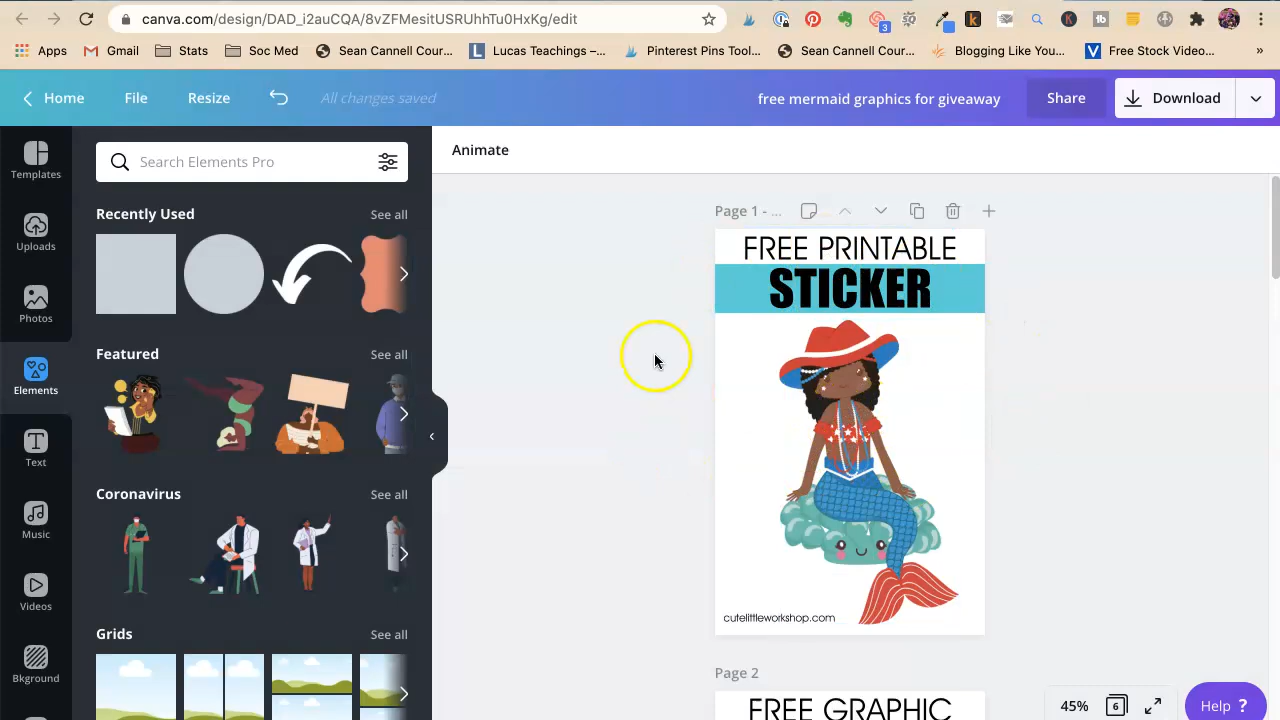 canva.com/design/DAD_i2auCQA/8vZFMesitUSRUhhTu0HxKg/edit
3
Apps
Gmail
Stats
Soc Med
Sean Cannell Cour...
Lucas Teachings –...
Pinterest Pins Tool...
Sean Cannell Cour...
Blogging Like You...
Free Stock Video...
»
Home
File
Resize
All changes saved
free mermaid graphics for giveaway
Share
Download
Templates
Uploads
Photos
Elements
Text
Music
Videos
Bkground
Search Elements Pro
Recently Used
See all
Featured
See all
Coronavirus
See all
Grids
See all
Animate
Page 1 - ...
FREE PRINTABLE
STICKER
cutelittleworkshop.com
Page 2
FREE GRAPHIC
45%
6
Help ?